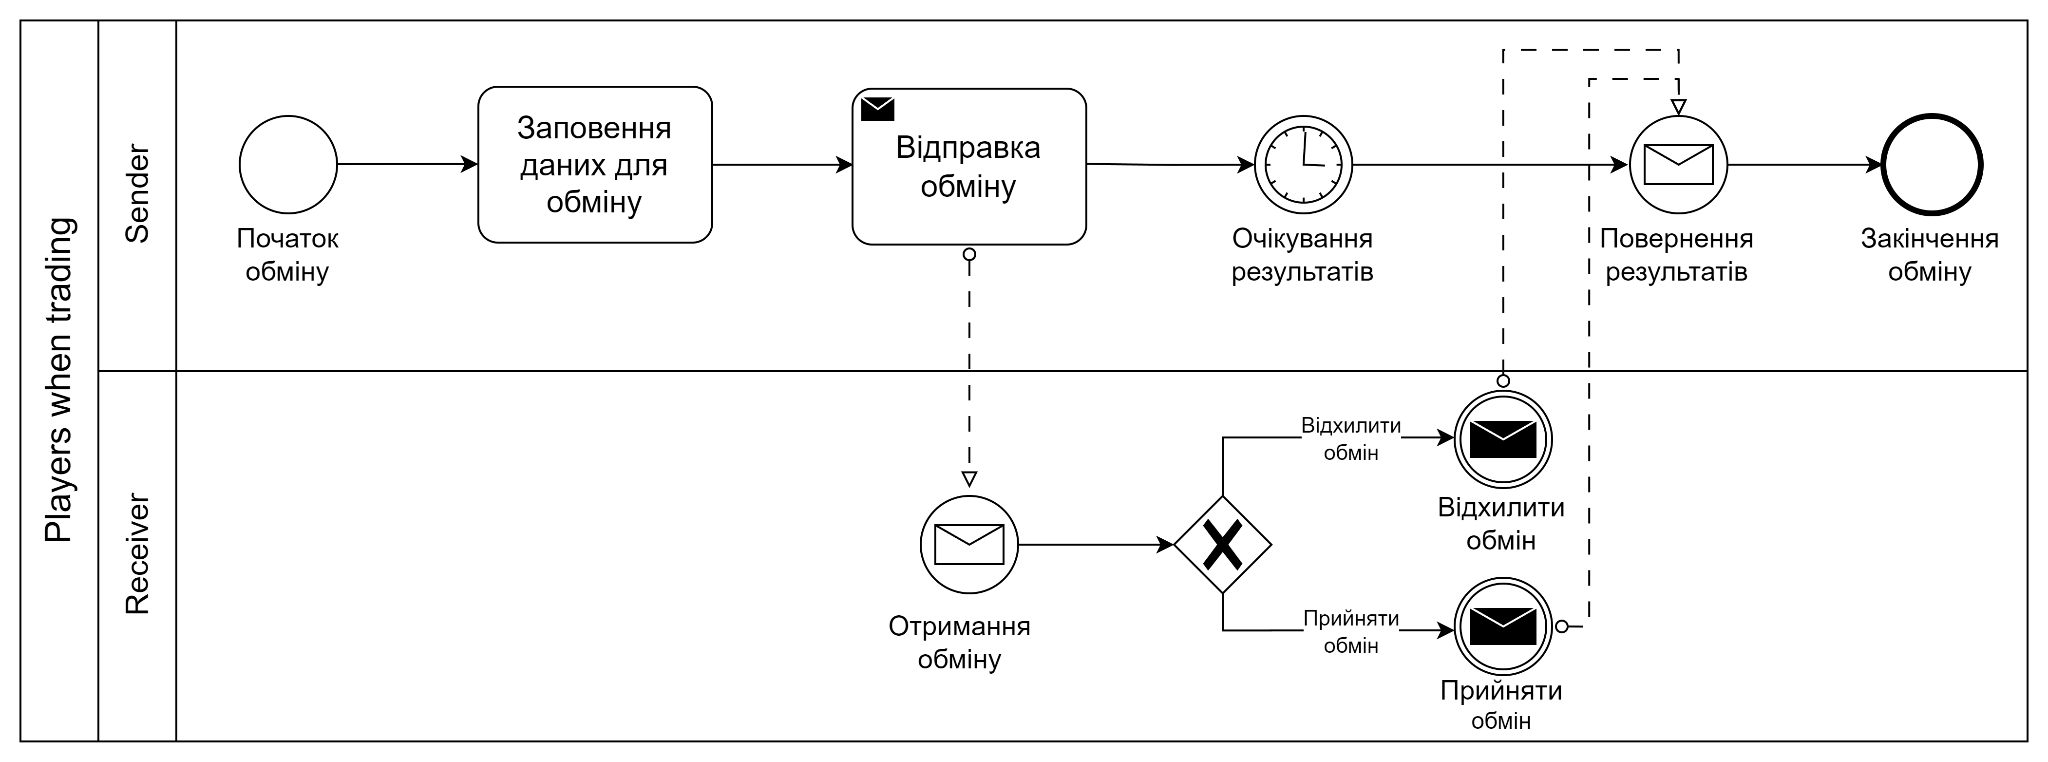 Players when trading
Sender
Початок
обміну
Заповення
даних для
обміну
Відправка
обміну
Очікування
результатів
Повернення
результатів
Закінчення
обміну
Receiver
Отримання
обміну
Відхилити
обмін
Відхилити
обмін
Прийняти
обмін
Прийняти
обмін